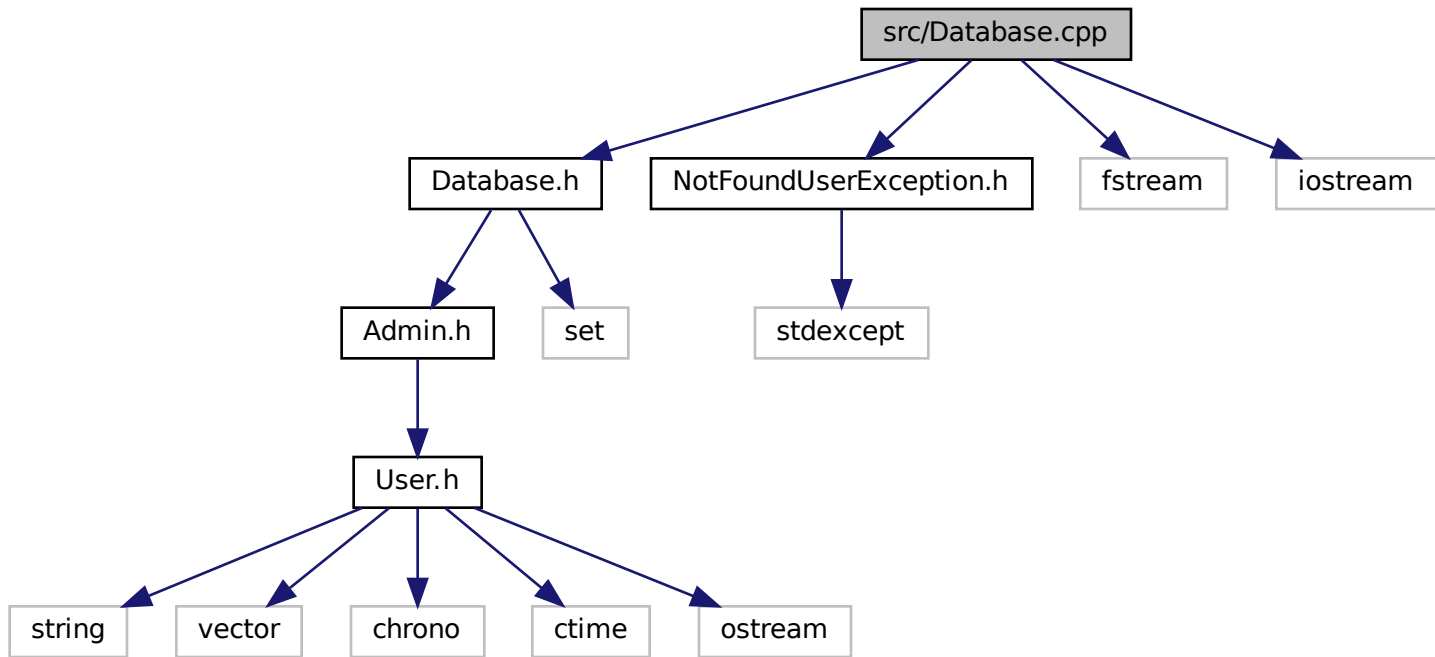 src/Database.cpp
Database.h
NotFoundUserException.h
fstream
iostream
Admin.h
set
stdexcept
User.h
string
vector
chrono
ctime
ostream